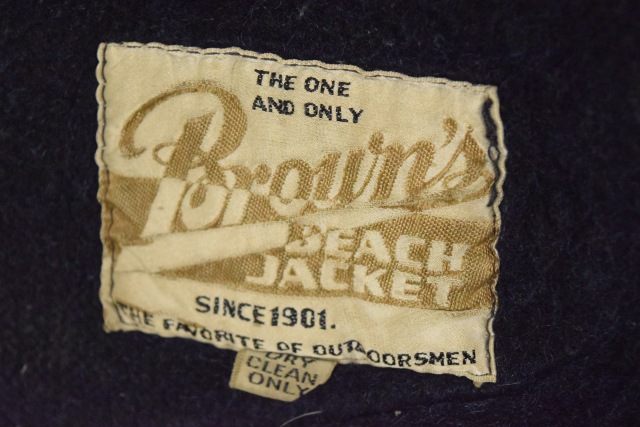 THE ONE
AND ONLY
Brown's
BEACH
JACKET
SINCE 1901.
THE FAVORITE OF OUTDOORSMEN
DRY
CLEAN
ONLY